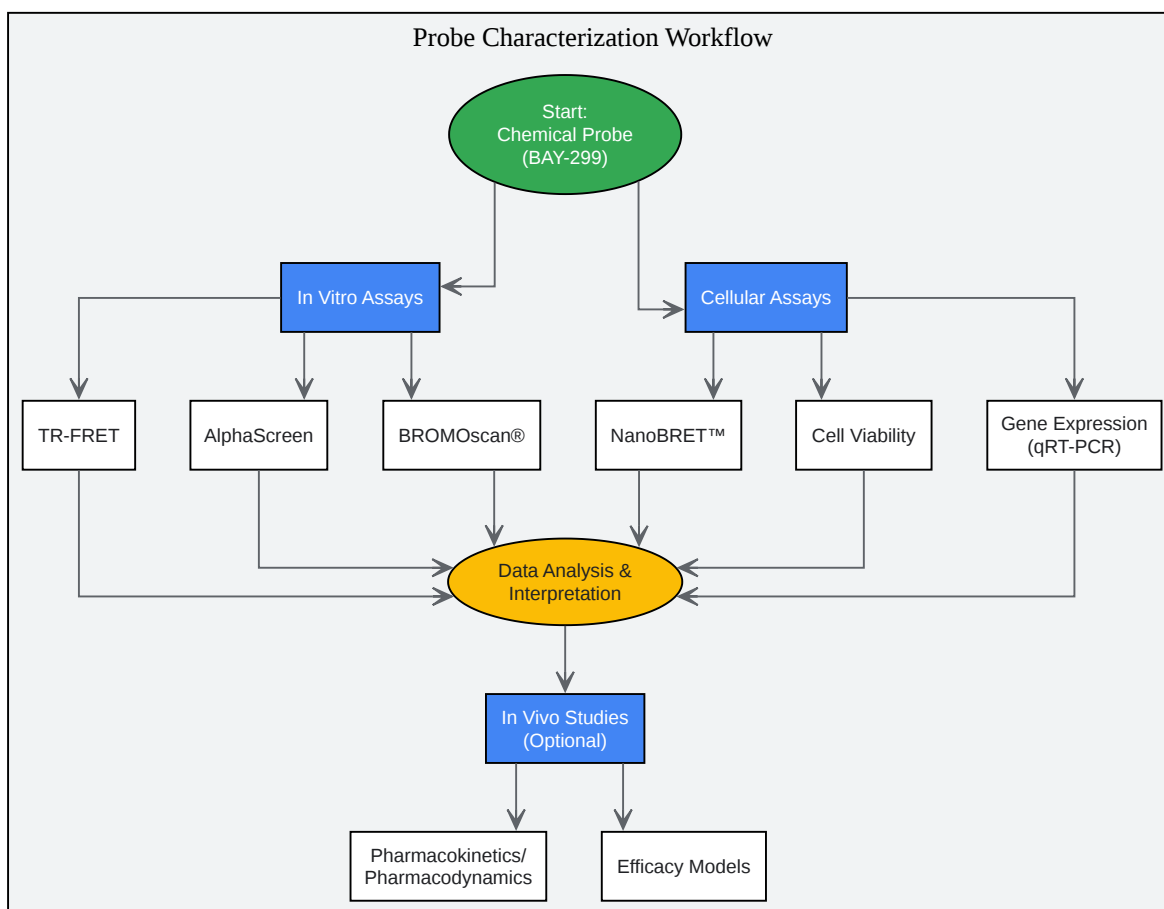 Probe Characterization Workflow
Start:
Chemical Probe
(BAY-299)
In Vitro Assays
Cellular Assays
TR-FRET
AlphaScreen
BROMOscan®
NanoBRET™
Cell Viability
Gene Expression
(qRT-PCR)
Data Analysis &
Interpretation
In Vivo Studies
(Optional)
Pharmacokinetics/
Pharmacodynamics
Efficacy Models